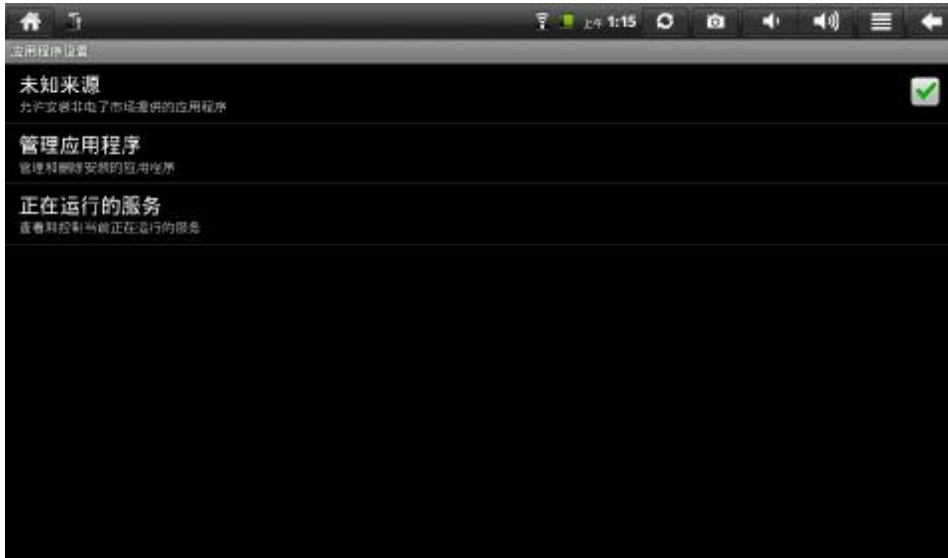 上午 1:15
应用程序设置
未知来源
允许安装非电子市场提供的应用程序
管理应用程序
管理和删除安装的应用程序
正在运行的服务
查看和控制当前正在运行的服务